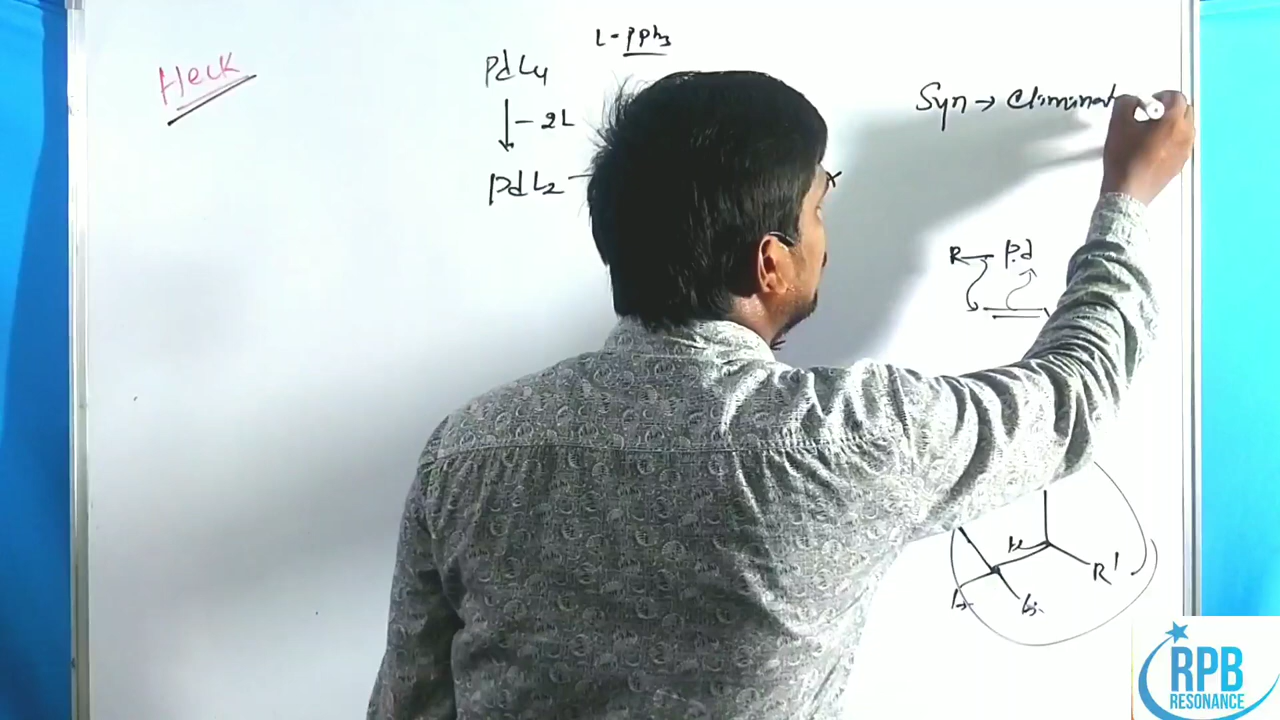 Heck
L - PPh3
PdL4
- 2L
PdL2
Syn → Eliminat
R - Pd
H
R'
RPB
RESONANCE